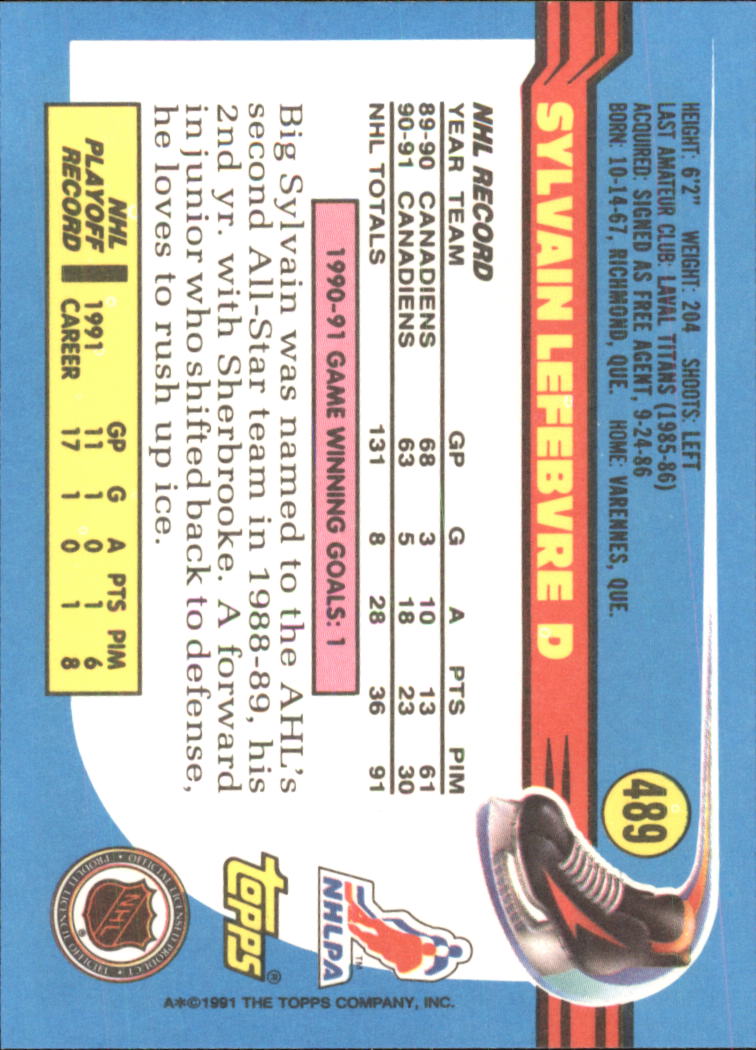 489
HEIGHT: 6'2" WEIGHT: 204 SHOOTS: LEFT
LAST AMATEUR CLUB: LAVAL TITANS (1985-86)
ACQUIRED: SIGNED AS FREE AGENT, 9-24-86
BORN: 10-14-67, RICHMOND, QUE. HOME: VARENNES, QUE.
SYLVAIN LEFEBVRE D
NHL RECORD
YEAR TEAM GP G A PTS PIM
89-90 CANADIENS 68 3 10 13 61
90-91 CANADIENS 63 5 18 23 30
NHL TOTALS 131 8 28 36 91
1990-91 GAME WINNING GOALS: 1
Big Sylvain was named to the AHL's
second All-Star team in 1988-89, his
2nd yr. with Sherbrooke. A forward
in junior who shifted back to defense,
he loves to rush up ice.
NHL PLAYOFF RECORD
GP G A PTS PIM
1991 11 1 0 1 6
CAREER 17 1 0 1 8
NHLPA™
TOPPS®
NHL ®
A*©1991 THE TOPPS COMPANY, INC.